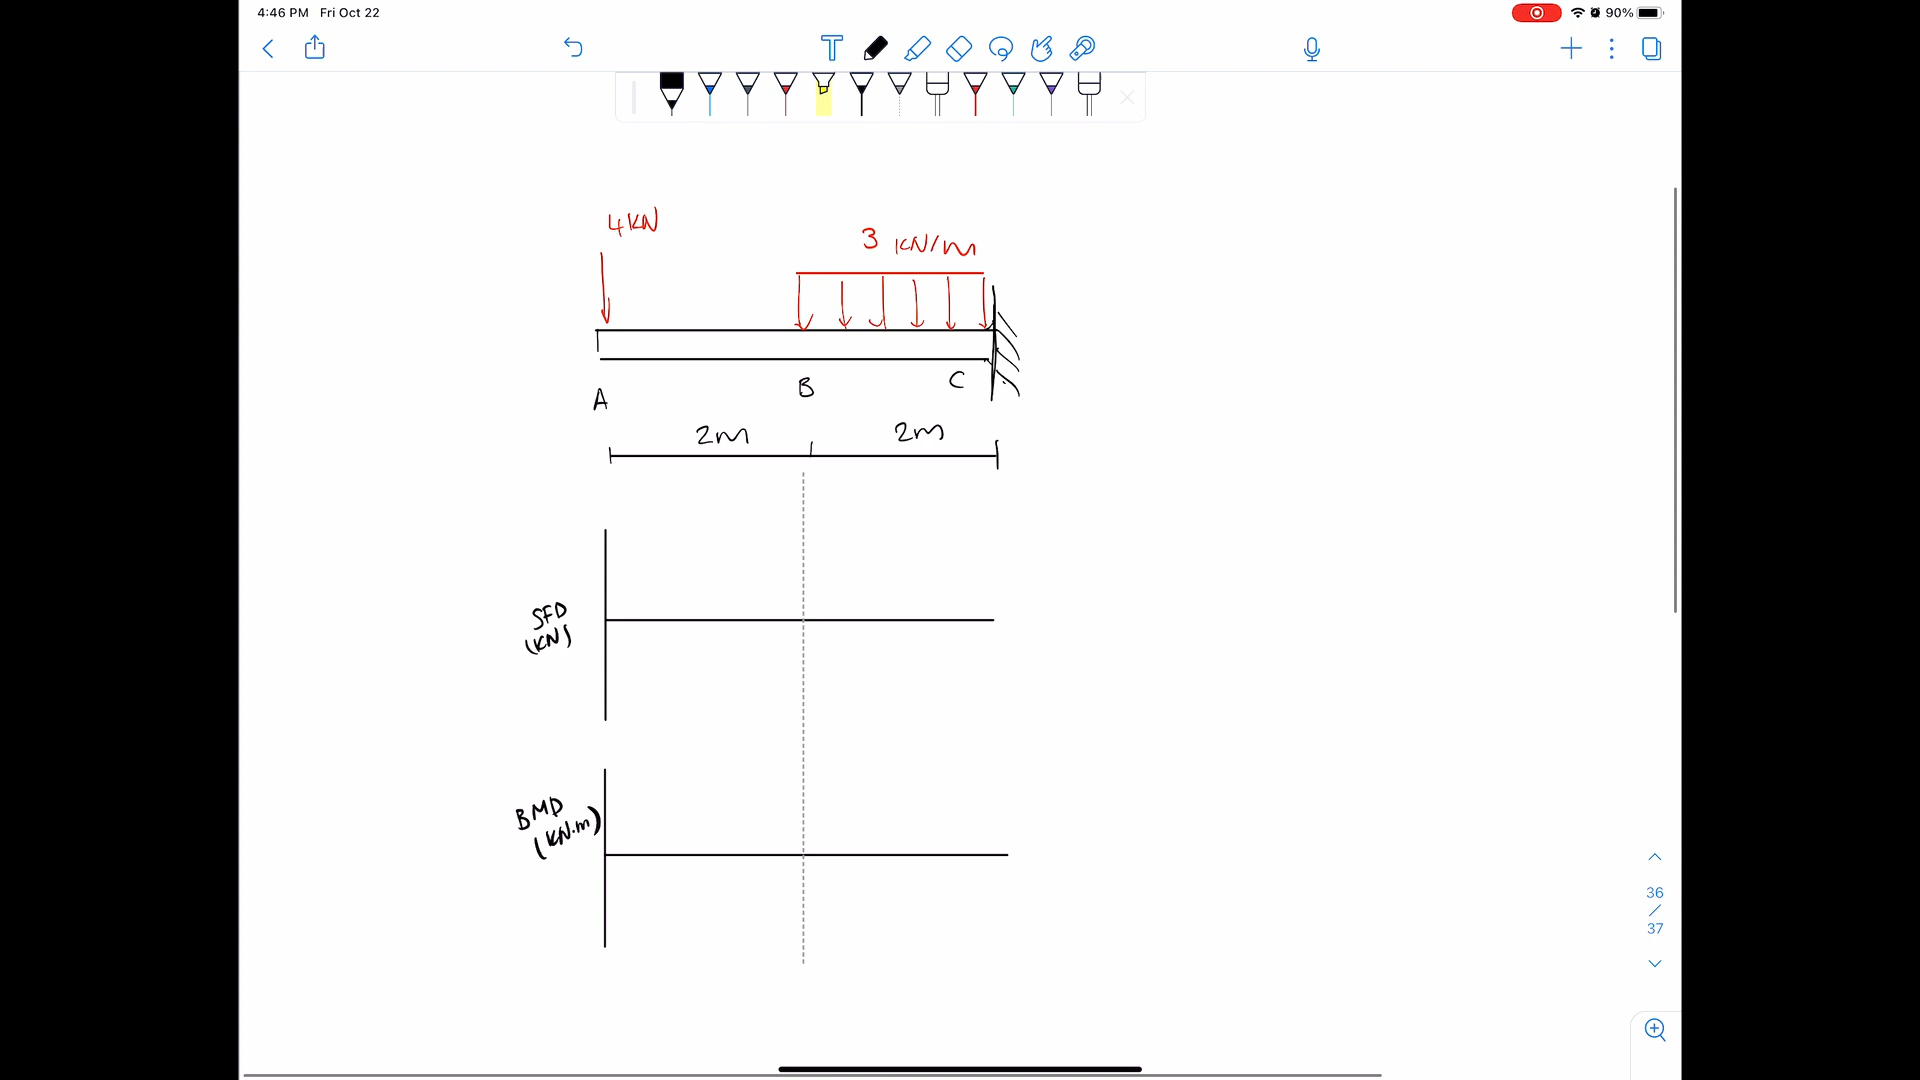 4:46 PM Fri Oct 22
90%
T
4KN
3 KN/m
A
B
C
2m
2m
SFD
(KN)
BMD
(KN.m)
36
/
37